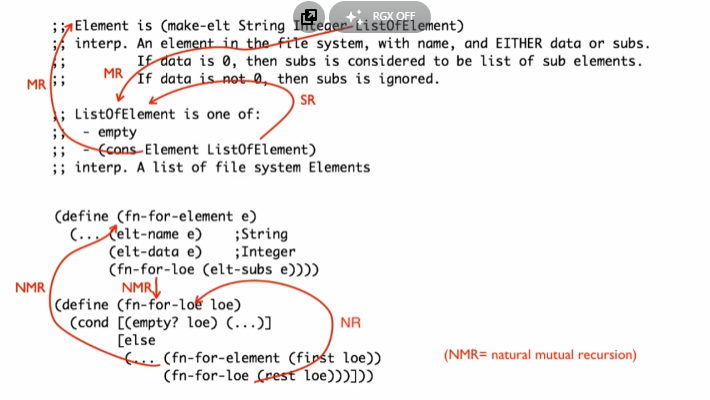 RGX OFF
;; Element is (make-elt String Integer ListOfElement)
;; interp. An element in the file system, with name, and EITHER data or subs.
;;         If data is 0, then subs is considered to be list of sub elements.
;;         If data is not 0, then subs is ignored.
MR
MR
SR
;; ListOfElement is one of:
;;  - empty
;;  - (cons Element ListOfElement)
;; interp. A list of file system Elements
(define (fn-for-element e)
  (... (elt-name e)    ;String
       (elt-data e)    ;Integer
       (fn-for-loe (elt-subs e))))
NMR
NMR
(define (fn-for-loe loe)
  (cond [(empty? loe) (...)]
        [else
         (... (fn-for-element (first loe))
              (fn-for-loe (rest loe)))]))
NR
(NMR= natural mutual recursion)